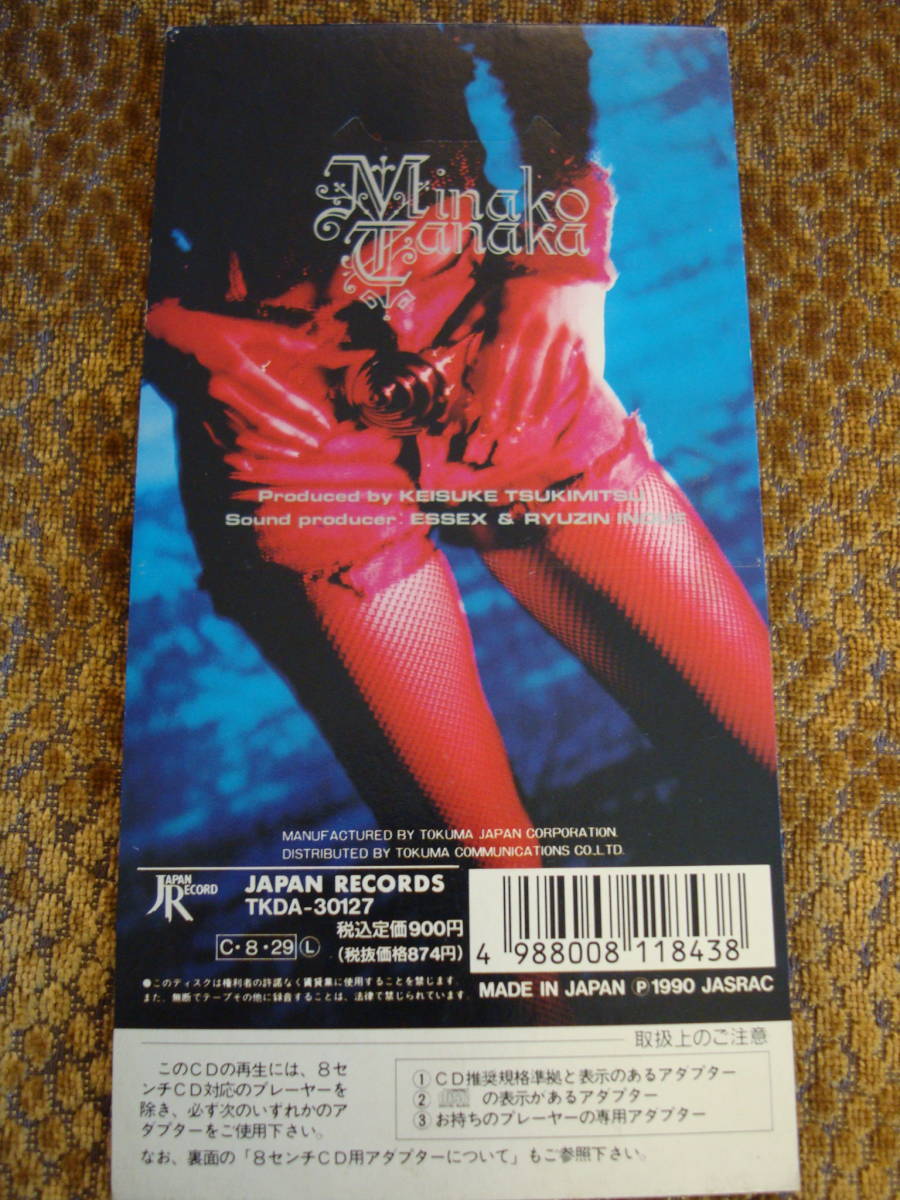 Minako
Tanaka
Produced by KEISUKE TSUKIMITSU
Sound producer: ESSEX & RYUZIN INOUE
MANUFACTURED BY TOKUMA JAPAN CORPORATION.
DISTRIBUTED BY TOKUMA COMMUNICATIONS CO.,LTD.
JAPAN RECORD
JAPAN RECORDS
TKDA-30127
税込定価900円
C・8・29 Ⓛ (税抜価格874円)
4 988008 118438
●このディスクは権利者の許諾なく賃貸業に使用することを禁じます。
また、無断でテープその他に録音することは、法律で禁じられています。
MADE IN JAPAN Ⓟ1990 JASRAC
取扱上のご注意
このCDの再生には、8セ
ンチCD対応のプレーヤーを
除き、必ず次のいずれかのア
ダプターをご使用下さい。
① CD推奨規格準拠と表示のあるアダプター
② の表示があるアダプター
③ お持ちのプレーヤーの専用アダプター
なお、裏面の「8センチCD用アダプターについて」もご参照下さい。